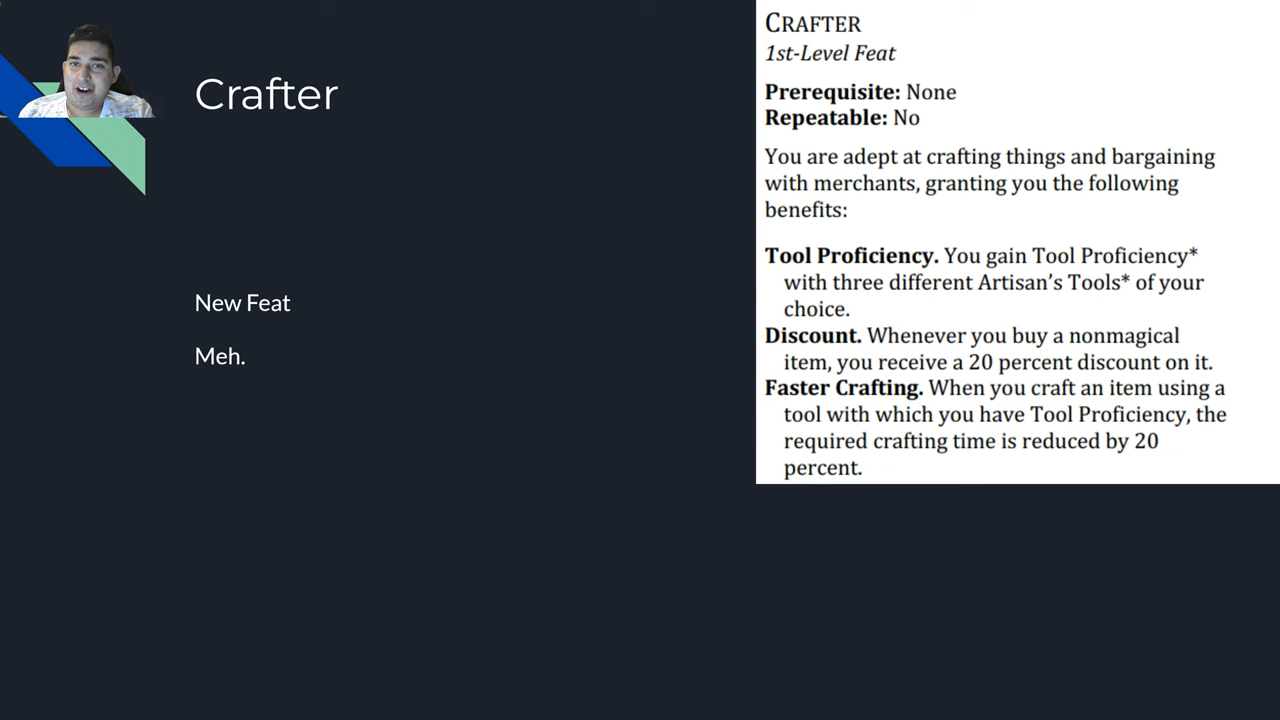 Crafter
New Feat
Meh.
CRAFTER
1st-Level Feat
Prerequisite: None
Repeatable: No
You are adept at crafting things and bargaining
with merchants, granting you the following
benefits:
Tool Proficiency. You gain Tool Proficiency*
with three different Artisan’s Tools* of your
choice.
Discount. Whenever you buy a nonmagical
item, you receive a 20 percent discount on it.
Faster Crafting. When you craft an item using a
tool with which you have Tool Proficiency, the
required crafting time is reduced by 20
percent.